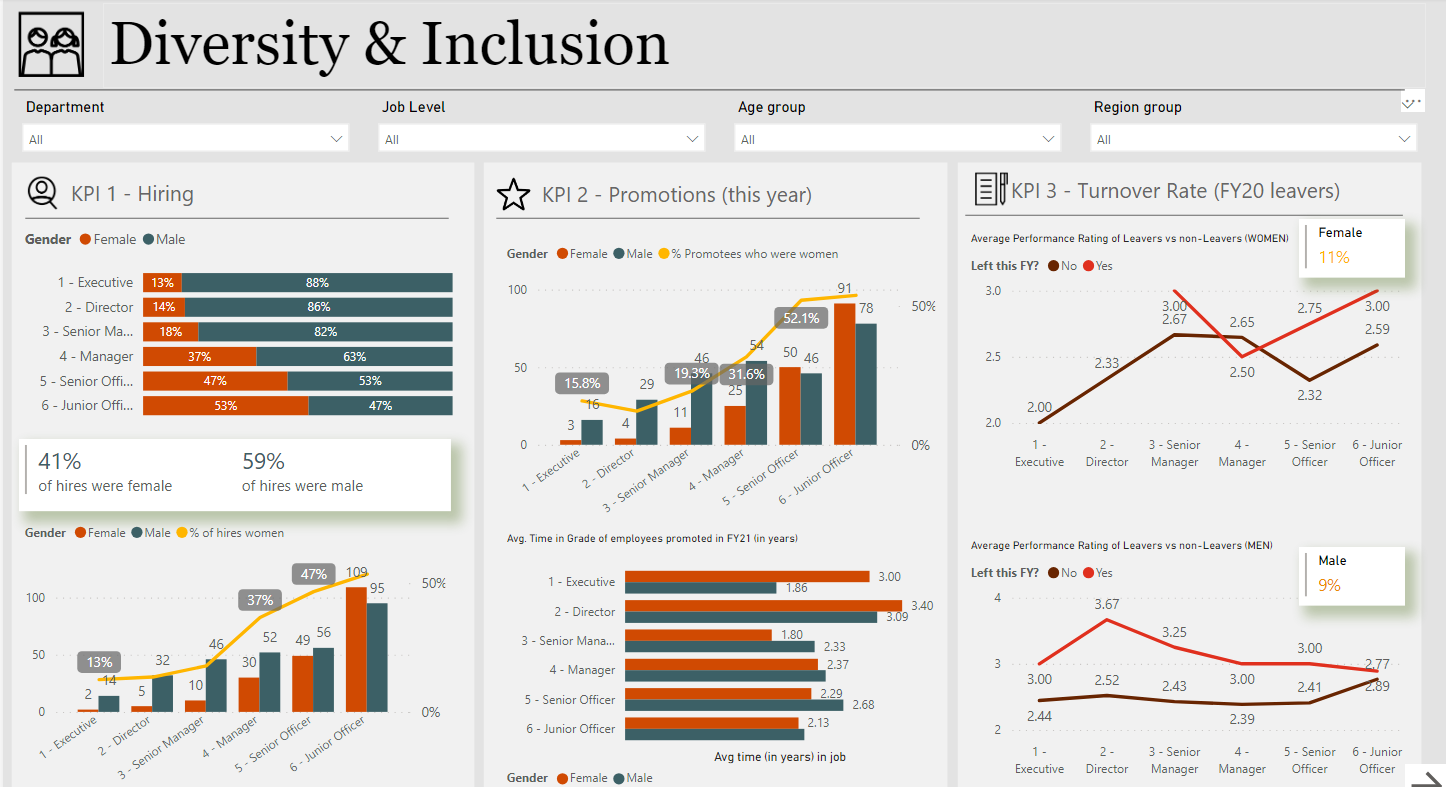 Diversity & Inclusion
Department
Job Level
Age group
Region group
All
All
All
All
KPI 1 - Hiring
Gender Female Male
1 - Executive 13% 88%
2 - Director 14% 86%
3 - Senior Ma... 18% 82%
4 - Manager 37% 63%
5 - Senior Offi... 47% 53%
6 - Junior Offi... 53% 47%
41% 59%
of hires were female of hires were male
Gender Female Male % of hires women
100
50
0
50%
0%
13%
37%
47%
2 14
5 32
10 46
30 52
49 56
109 95
1 - Executive
2 - Director
3 - Senior Manager
4 - Manager
5 - Senior Officer
6 - Junior Officer
KPI 2 - Promotions (this year)
Gender Female Male % Promotees who were women
100
50
0
50%
0%
15.8%
19.3%
31.6%
52.1%
3 16
4 29
11 46
25 54
50 46
91 78
1 - Executive
2 - Director
3 - Senior Manager
4 - Manager
5 - Senior Officer
6 - Junior Officer
Avg. Time in Grade of employees promoted in FY21 (in years)
1 - Executive 3.00
1.86
2 - Director 3.40
3.09
3 - Senior Mana... 1.80
2.33
4 - Manager 2.37
5 - Senior Officer 2.29
2.68
6 - Junior Officer 2.13
Avg time (in years) in job
Gender Female Male
KPI 3 - Turnover Rate (FY20 leavers)
Average Performance Rating of Leavers vs non-Leavers (WOMEN)
Female
11%
Left this FY? No Yes
3.0
2.5
2.0
2.00
2.33
3.00
2.67
2.65
2.50
2.75
2.32
3.00
2.59
1 -
Executive
2 -
Director
3 - Senior
Manager
4 -
Manager
5 - Senior
Officer
6 - Junior
Officer
Average Performance Rating of Leavers vs non-Leavers (MEN)
Male
9%
Left this FY? No Yes
4
3
2
3.00
2.44
3.67
2.52
3.25
2.43
3.00
2.39
3.00
2.41
2.77
2.89
1 -
Executive
2 -
Director
3 - Senior
Manager
4 -
Manager
5 - Senior
Officer
6 - Junior
Officer